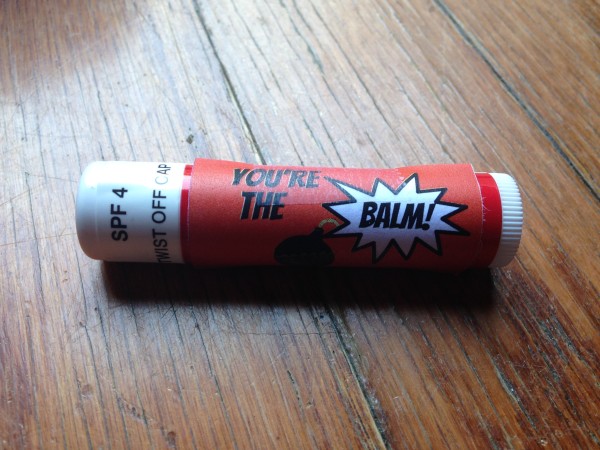 SPF 4
TWIST OFF CAP
YOU'RE
THE
BALM!